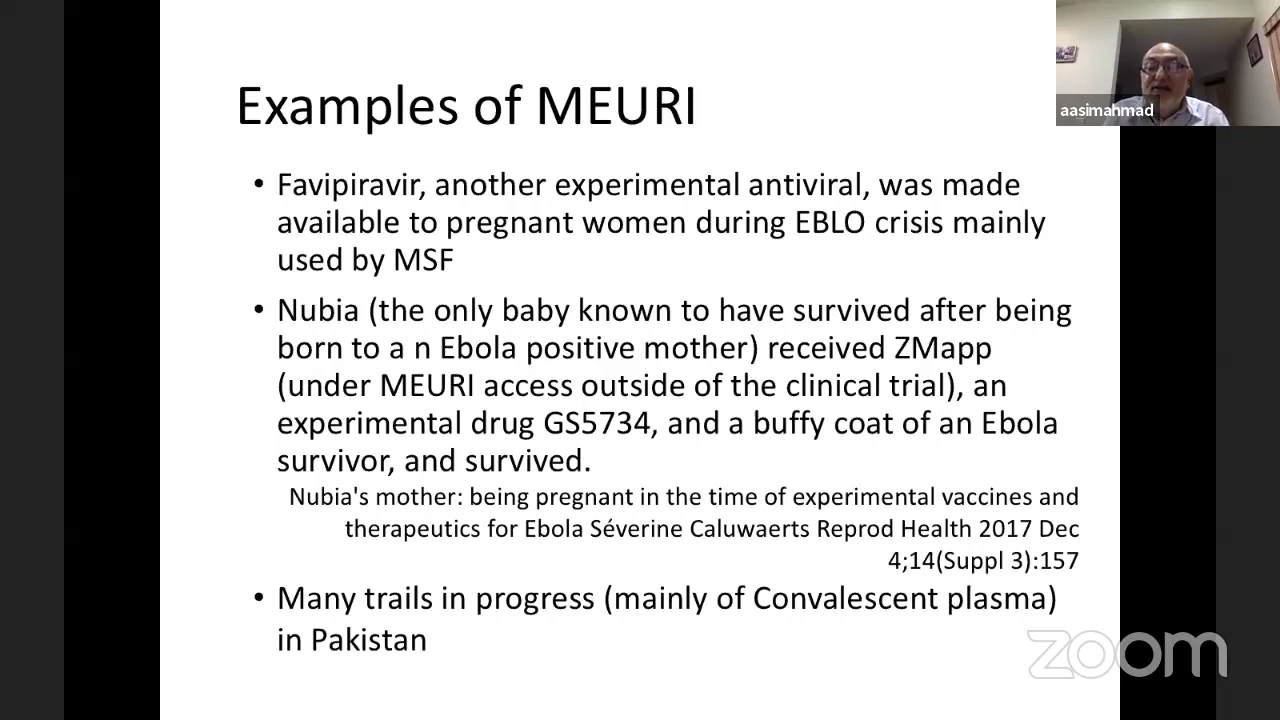 Examples of MEURI
aasimahmad
• Favipiravir, another experimental antiviral, was made
available to pregnant women during EBLO crisis mainly
used by MSF
• Nubia (the only baby known to have survived after being
born to a n Ebola positive mother) received ZMapp
(under MEURI access outside of the clinical trial), an
experimental drug GS5734, and a buffy coat of an Ebola
survivor, and survived.
Nubia's mother: being pregnant in the time of experimental vaccines and
therapeutics for Ebola Séverine Caluwaerts Reprod Health 2017 Dec
4;14(Suppl 3):157
• Many trails in progress (mainly of Convalescent plasma)
in Pakistan
zoom